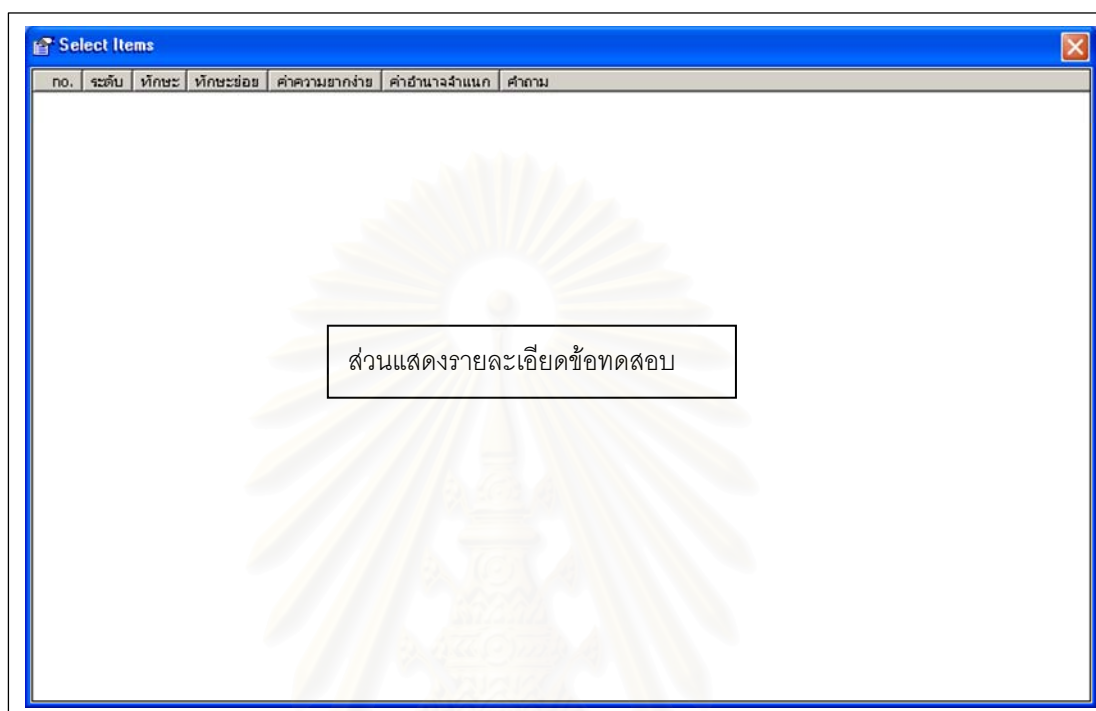 Select Items
no. ระดับ ทักษะ ทักษะย่อย ค่าความยากง่าย ค่าอำนาจจำแนก คำถาม
ส่วนแสดงรายละเอียดข้อทดสอบ